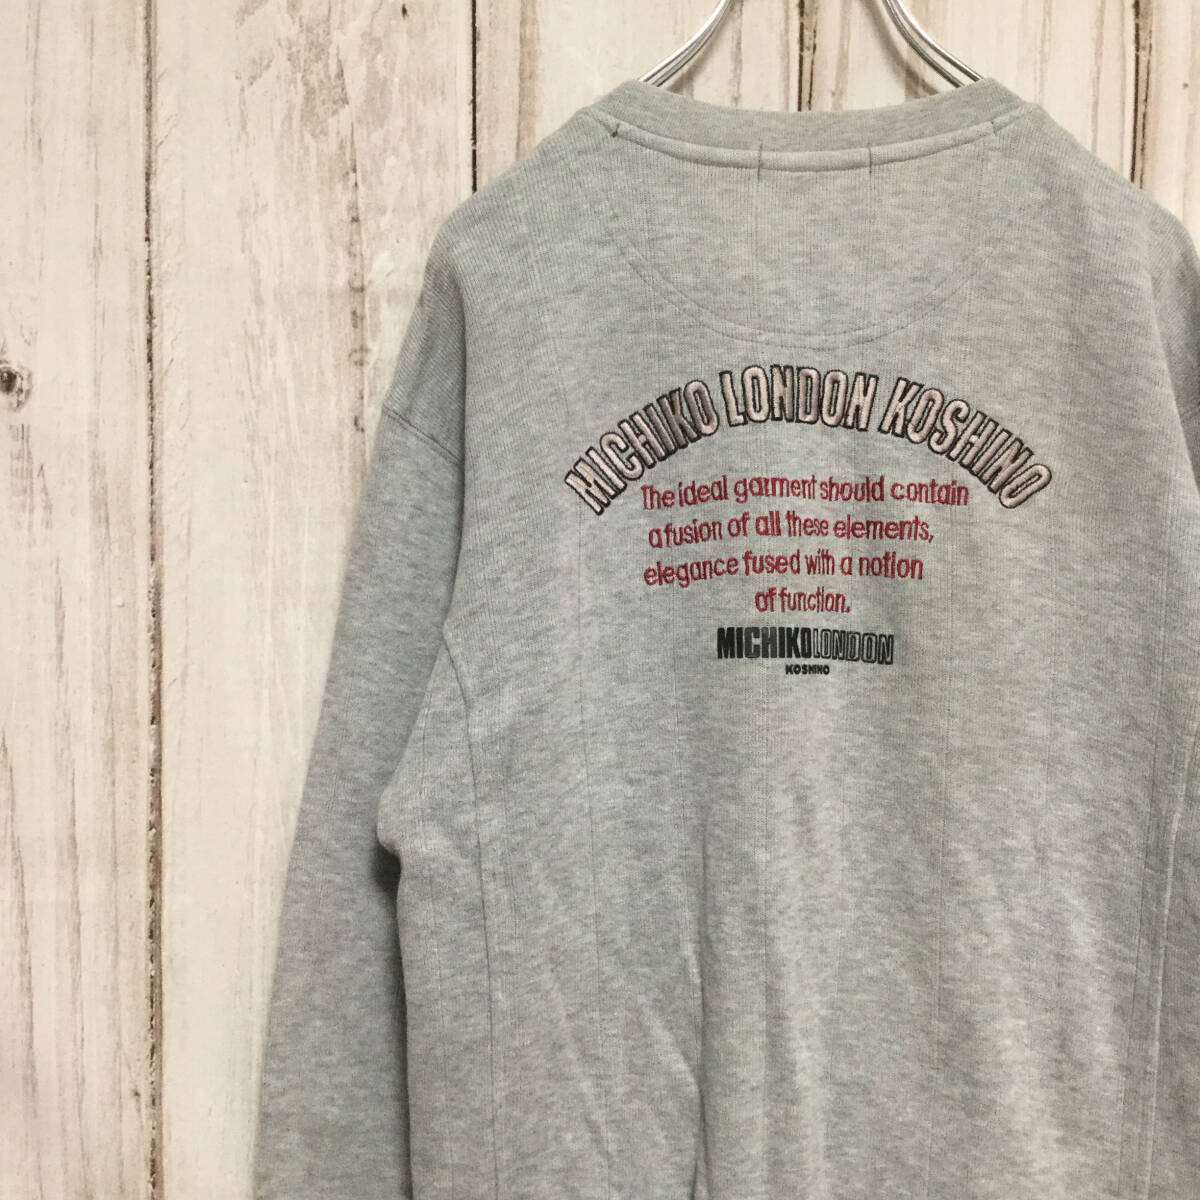 MICHIKO LONDON KOSHINO
The ideal garment should contain
a fusion of all these elements,
elegance fused with a notion
of function.
MICHIKO LONDON
KOSHINO